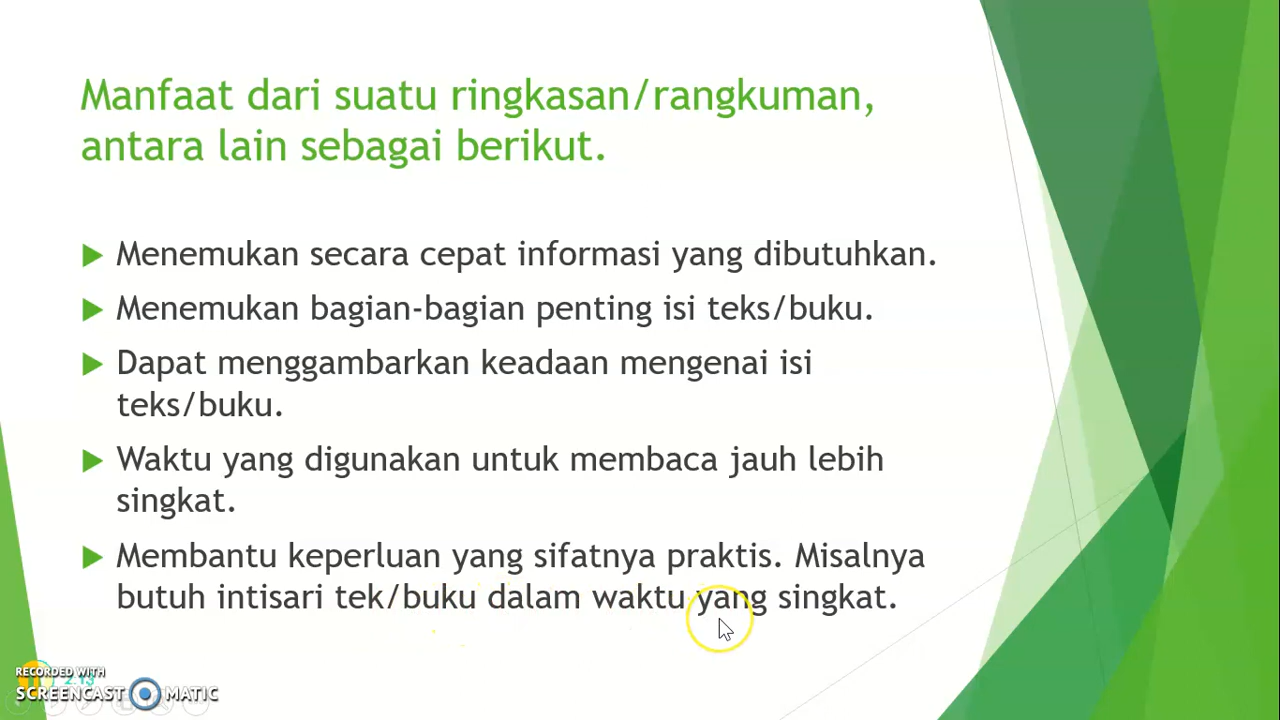 Manfaat dari suatu ringkasan/rangkuman,
antara lain sebagai berikut.
Menemukan secara cepat informasi yang dibutuhkan.
Menemukan bagian-bagian penting isi teks/buku.
Dapat menggambarkan keadaan mengenai isi
teks/buku.
Waktu yang digunakan untuk membaca jauh lebih
singkat.
Membantu keperluan yang sifatnya praktis. Misalnya
butuh intisari tek/buku dalam waktu yang singkat.
RECORDED WITH
SCREENCAST MATIC